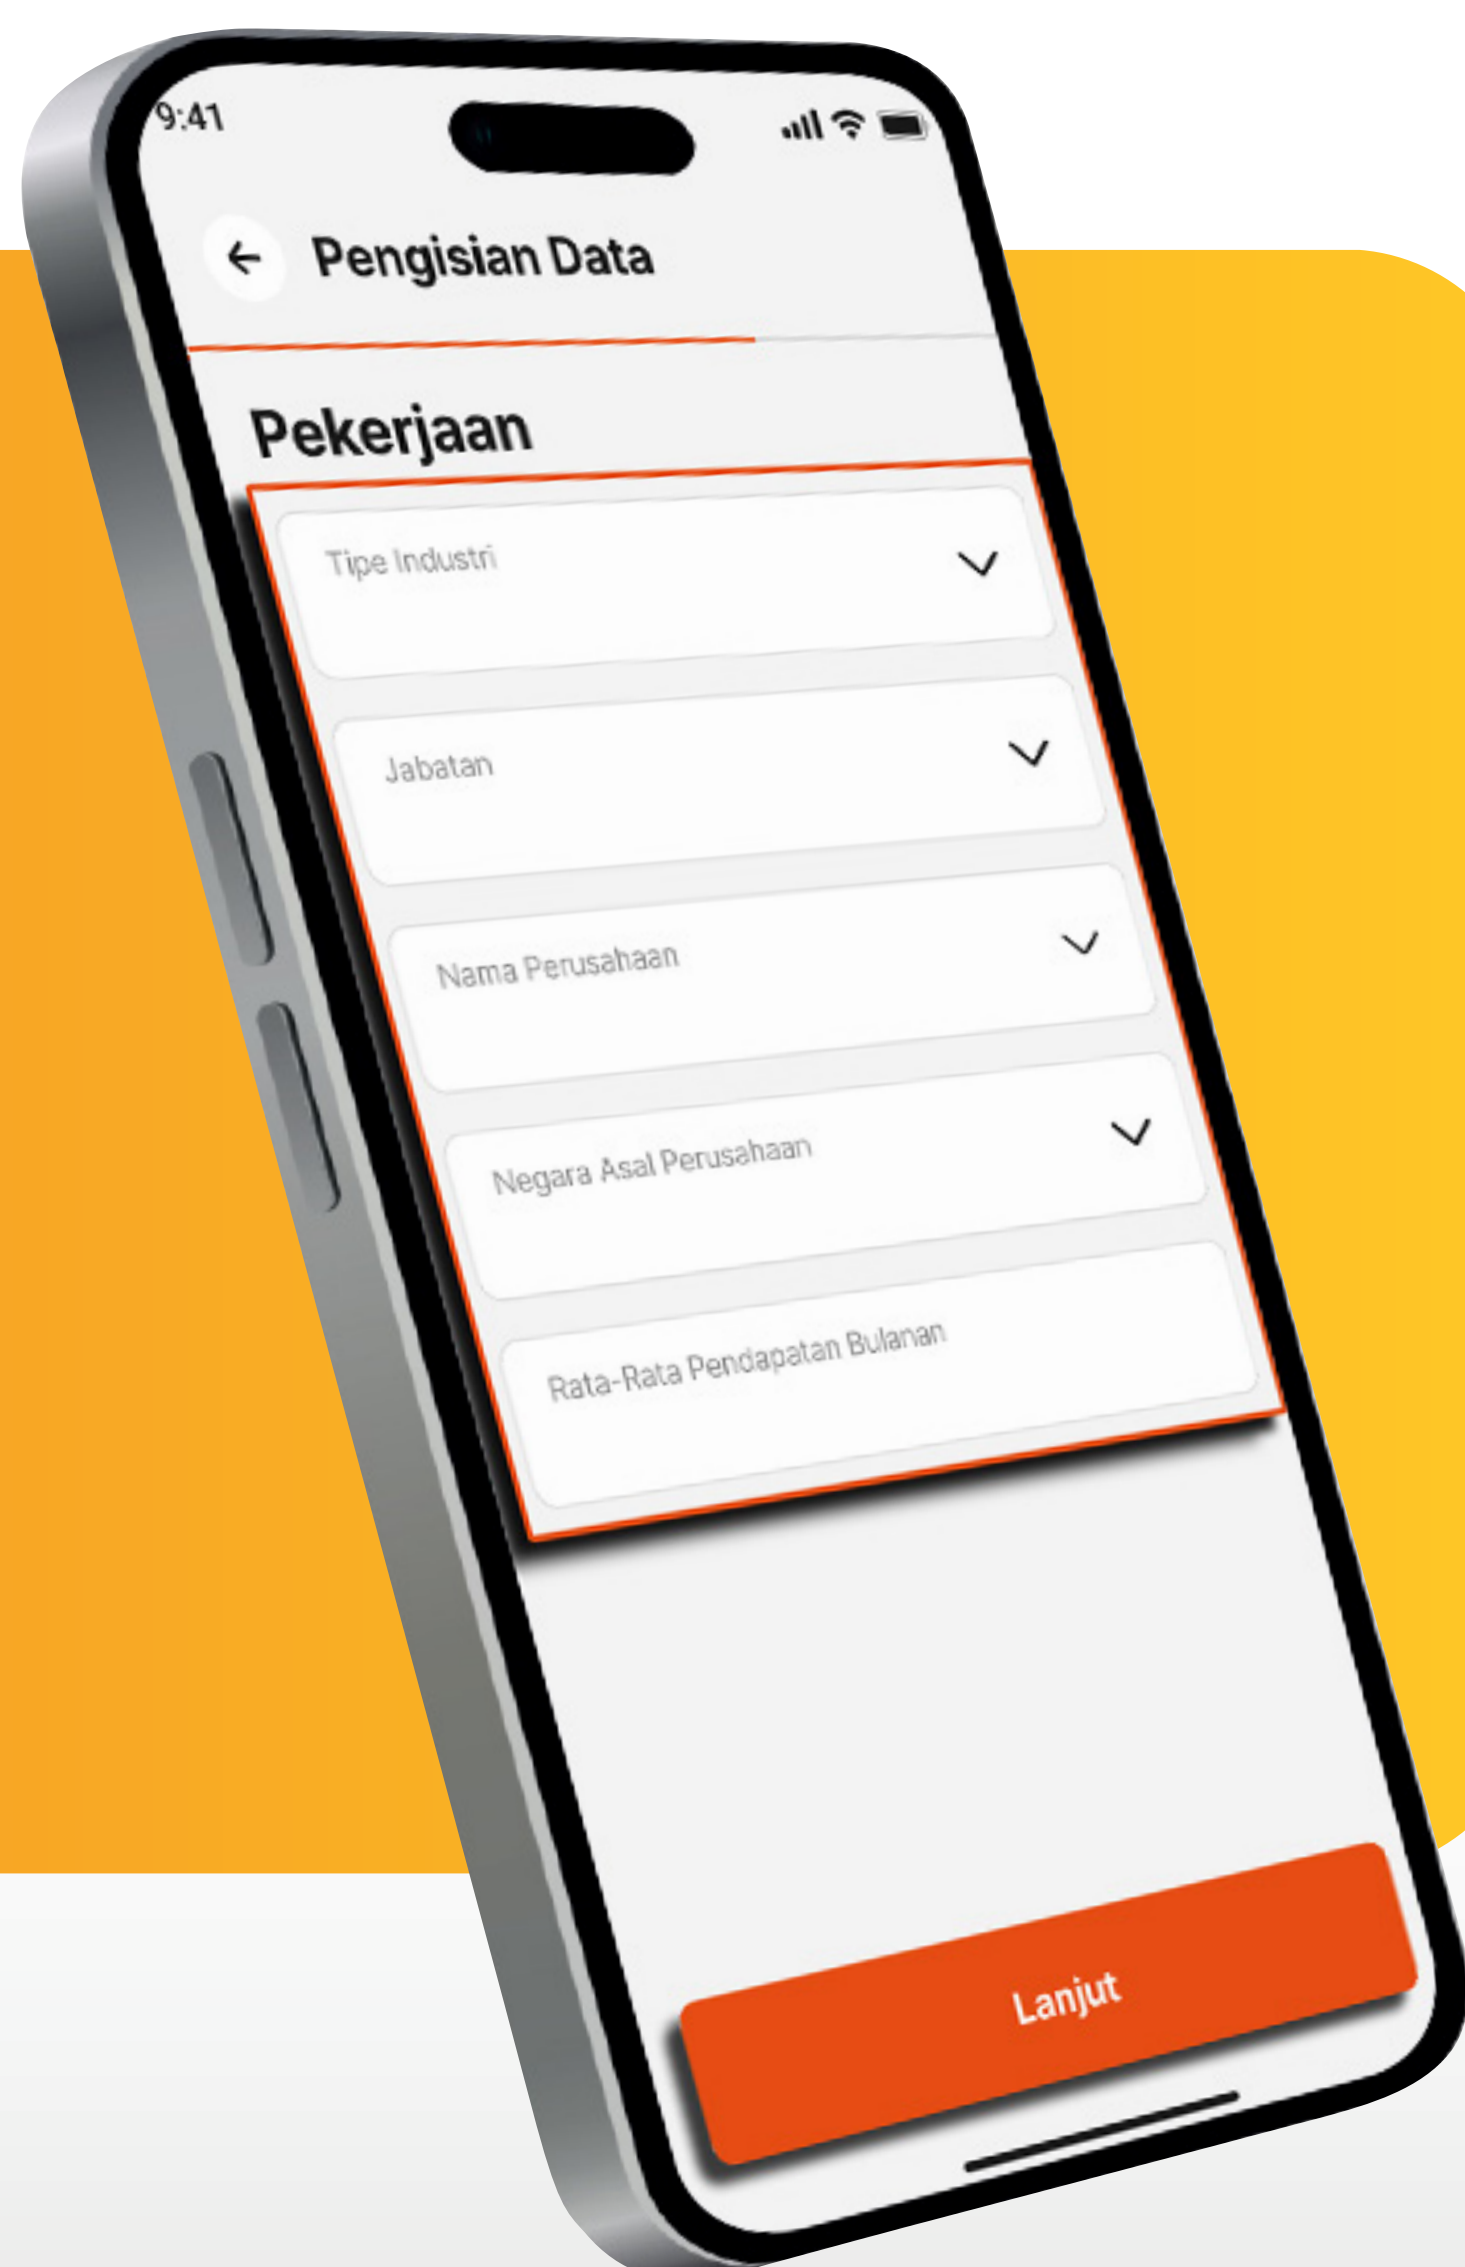 9:41
Pengisian Data
Pekerjaan
Tipe Industri
Jabatan
Nama Perusahaan
Negara Asal Perusahaan
Rata-Rata Pendapatan Bulanan
Lanjut